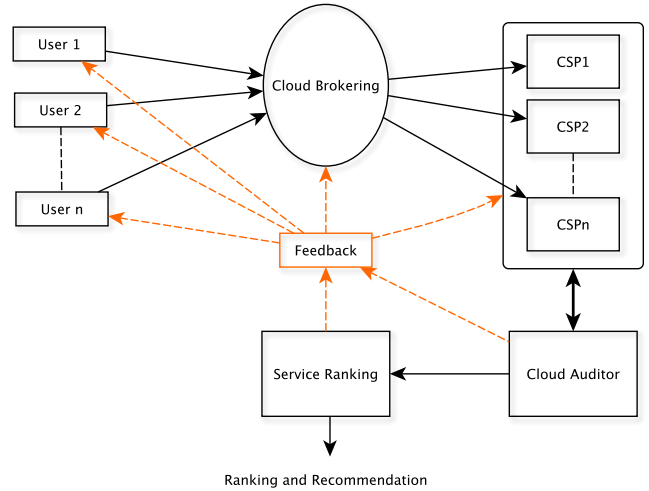 User 1
Cloud Brokering
CSP1
User 2
CSP2
User n
CSPn
Feedback
Service Ranking
Cloud Auditor
Ranking and Recommendation